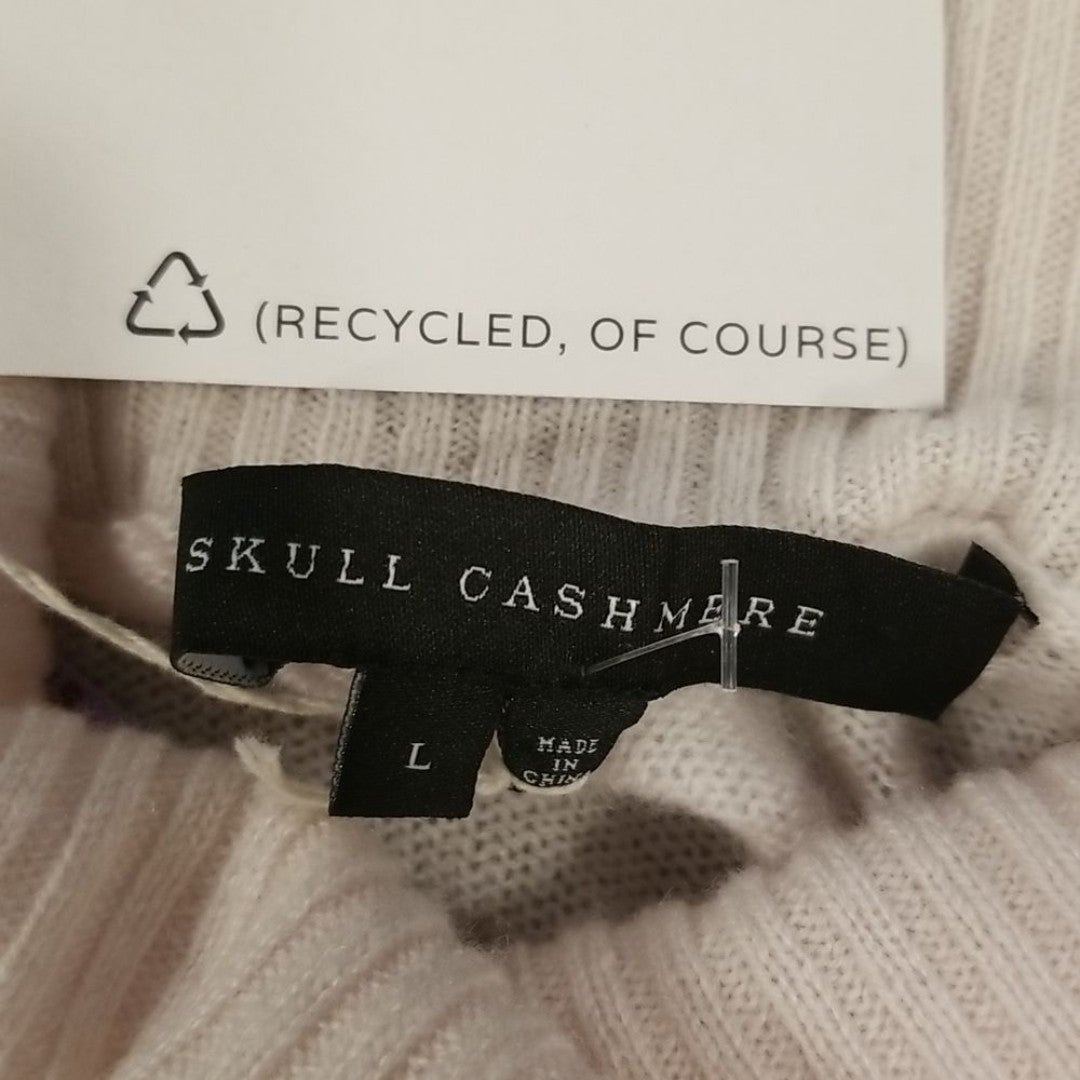 (RECYCLED, OF COURSE)
SKULL CASHMERE
L
MADE
IN
CHINA